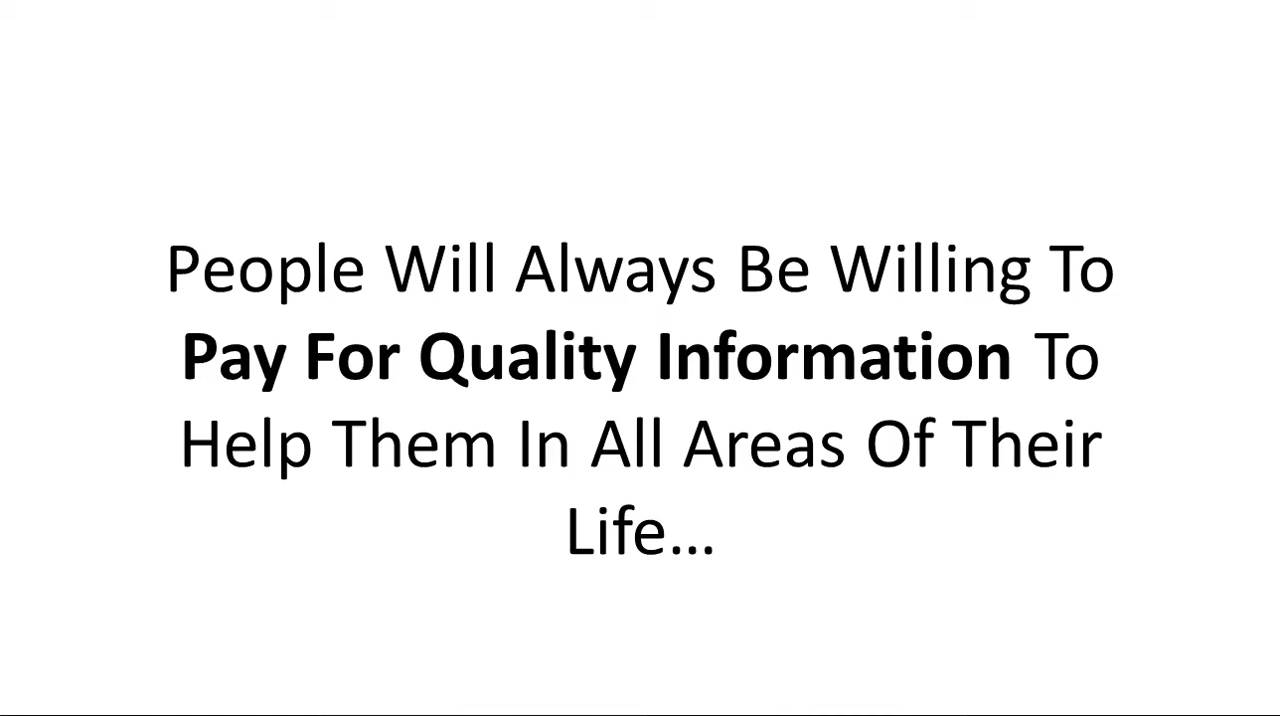 People Will Always Be Willing To
Pay For Quality Information To
Help Them In All Areas Of Their
Life...